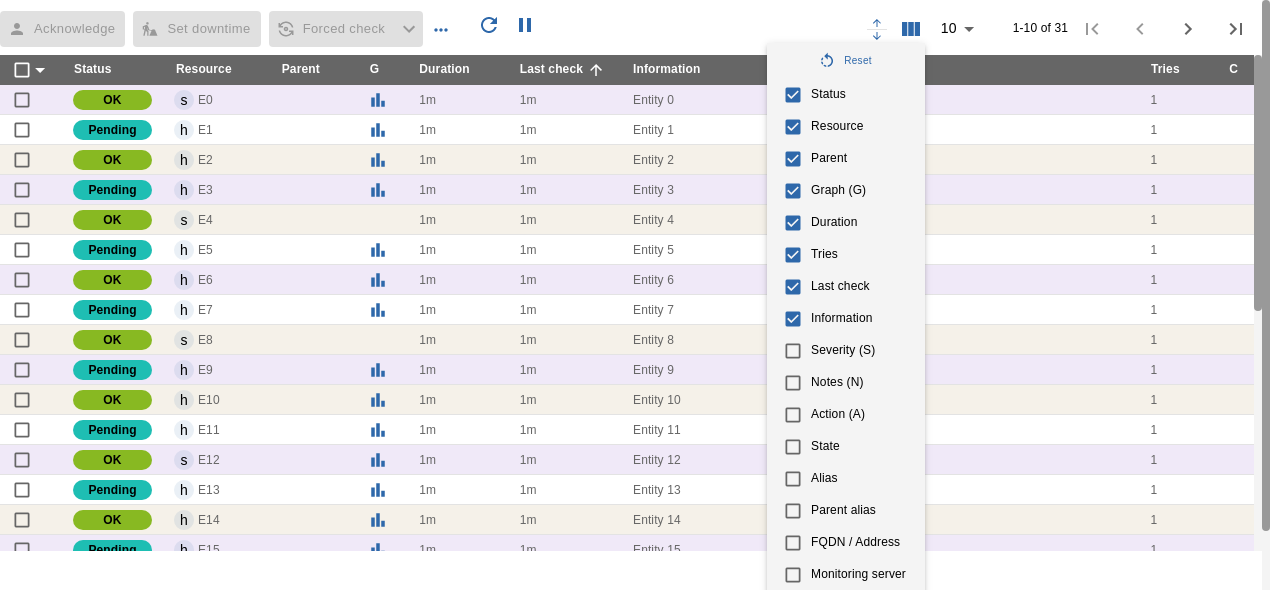 Acknowledge Set downtime Forced check 10 1-10 of 31
Status Resource Parent G Duration Last check Information Tries C
Reset
Status
Resource
Parent
Graph (G)
Duration
Tries
Last check
Information
Severity (S)
Notes (N)
Action (A)
State
Alias
Parent alias
FQDN / Address
Monitoring server
OK s E0 1m 1m Entity 0 1
Pending h E1 1m 1m Entity 1 1
OK h E2 1m 1m Entity 2 1
Pending h E3 1m 1m Entity 3 1
OK s E4 1m 1m Entity 4 1
Pending h E5 1m 1m Entity 5 1
OK h E6 1m 1m Entity 6 1
Pending h E7 1m 1m Entity 7 1
OK s E8 1m 1m Entity 8 1
Pending h E9 1m 1m Entity 9 1
OK h E10 1m 1m Entity 10 1
Pending h E11 1m 1m Entity 11 1
OK s E12 1m 1m Entity 12 1
Pending h E13 1m 1m Entity 13 1
OK h E14 1m 1m Entity 14 1
Pending h E15 1m 1m Entity 15 1